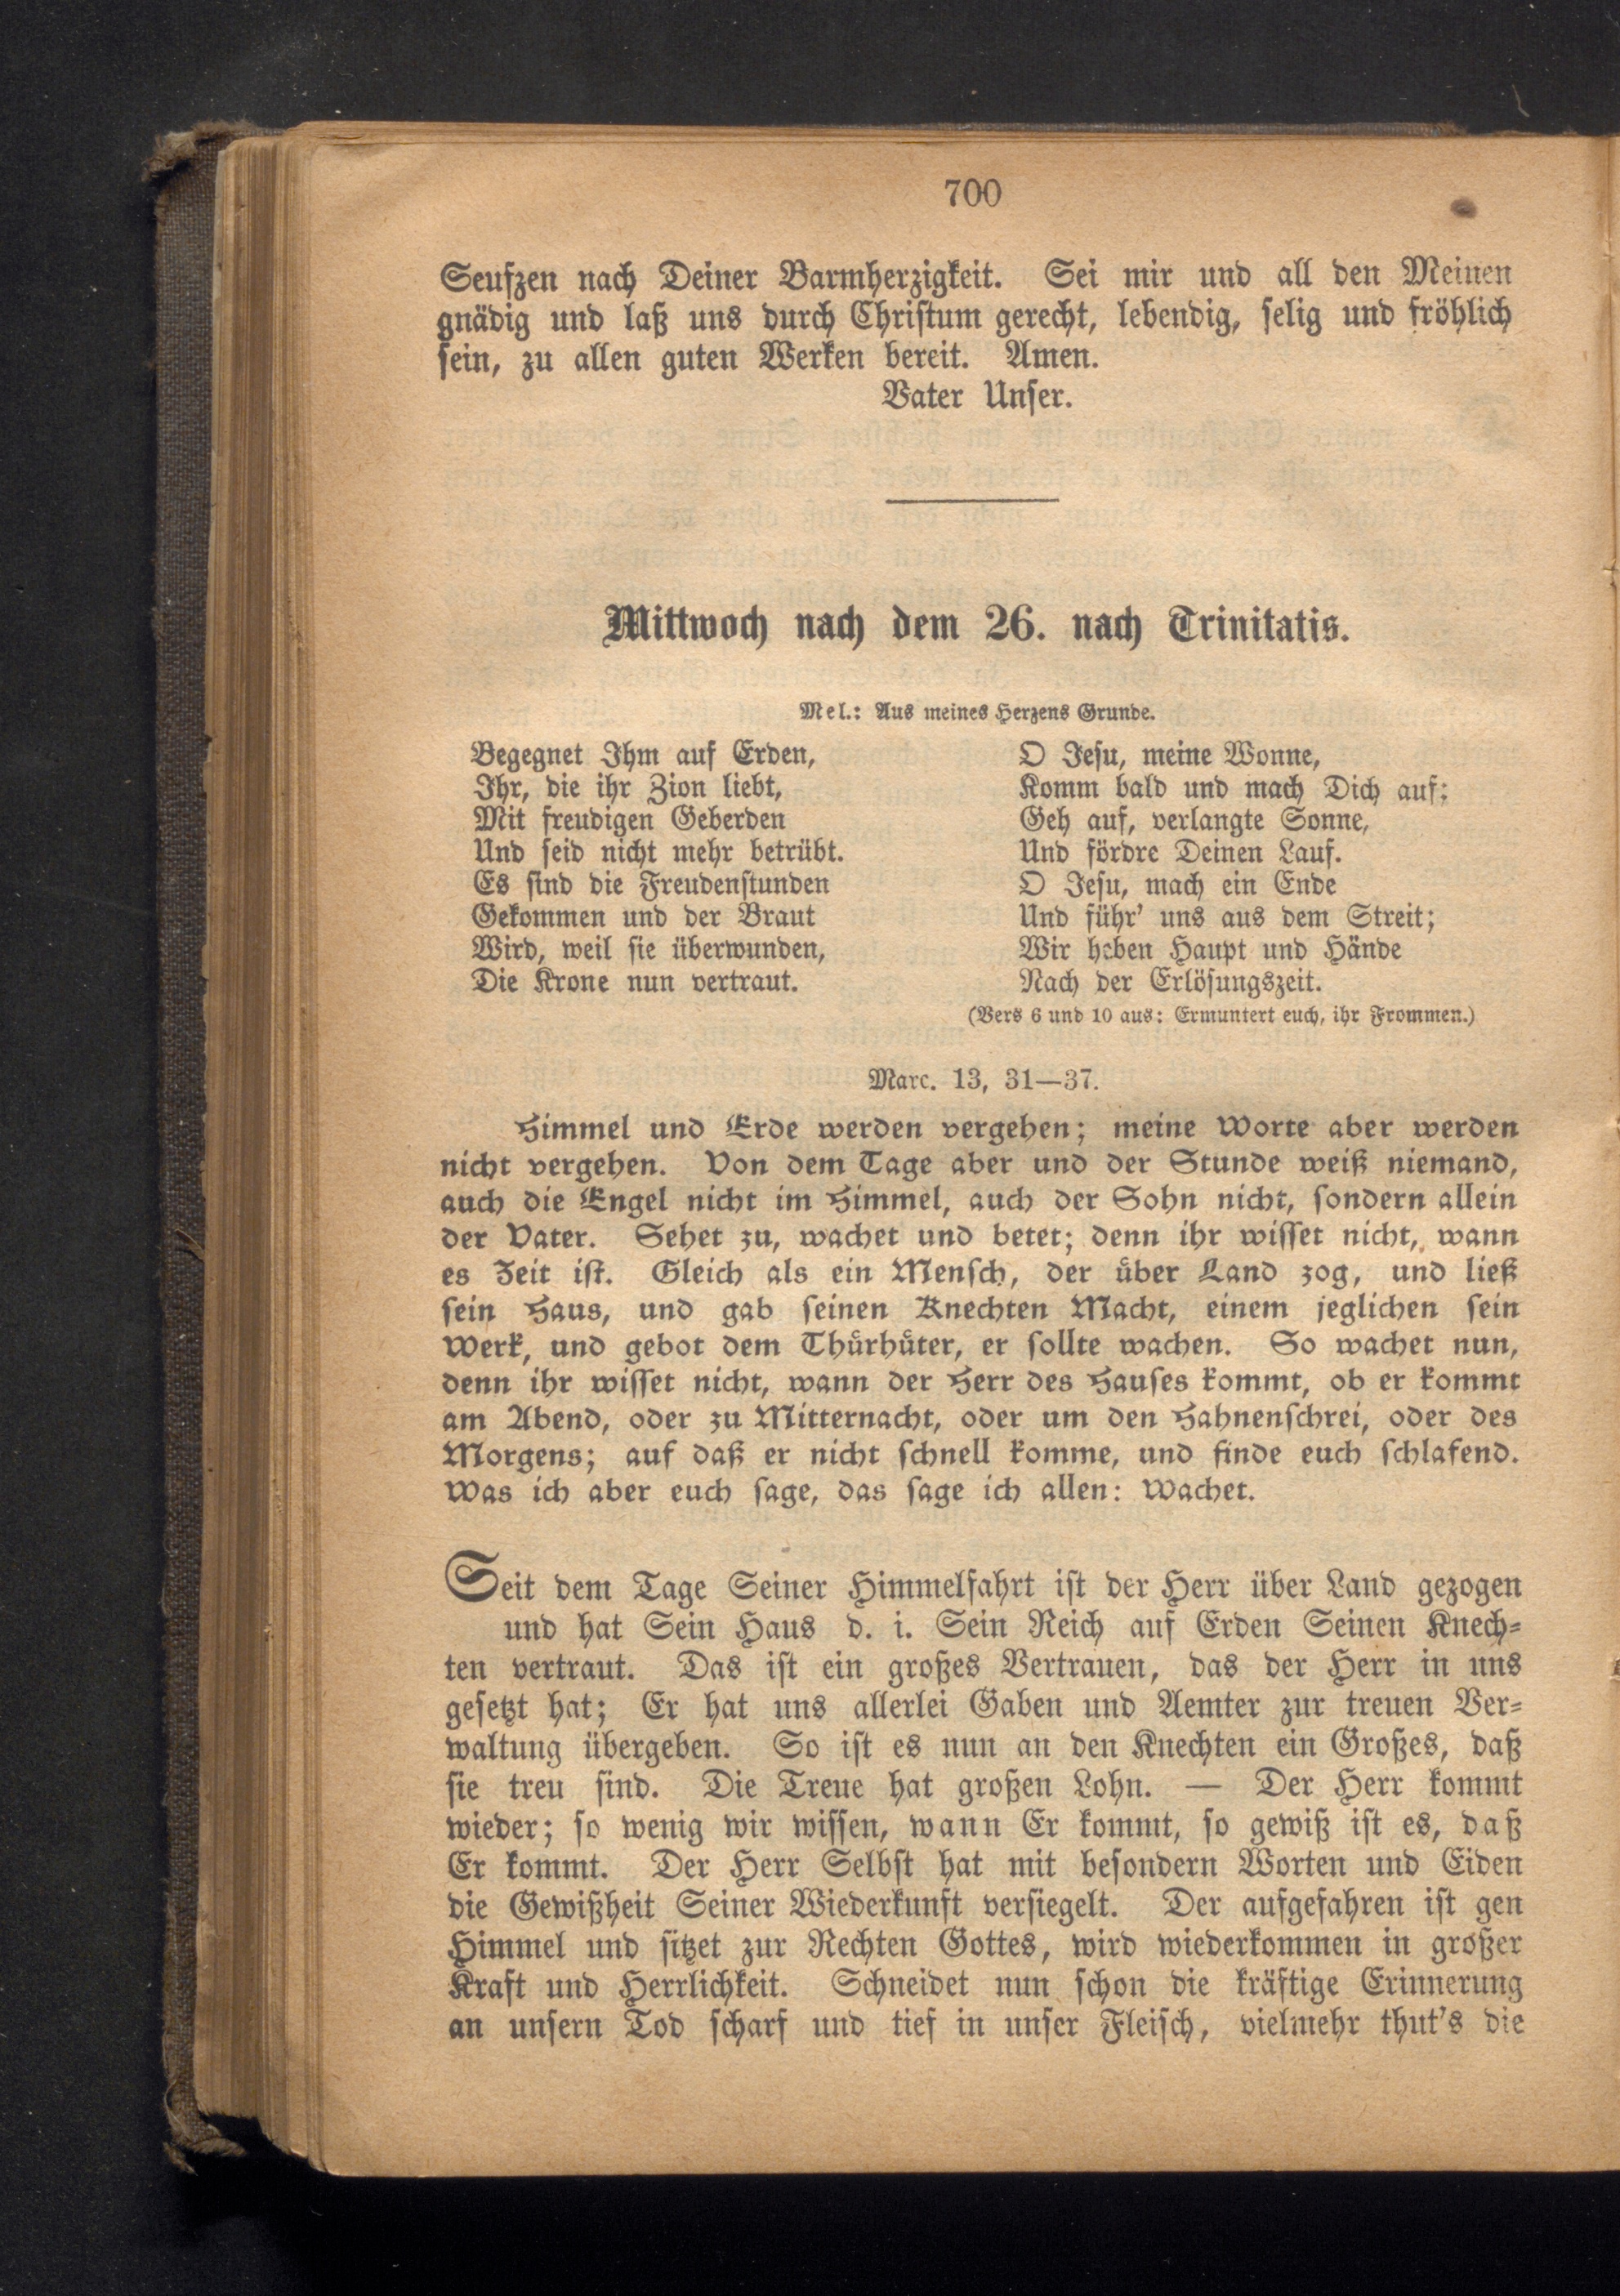 700
Seufzen nach Deiner Barmherzigkeit. Sei mir und all den Meinen
gnädig und laß uns durch Christum gerecht, lebendig, selig und fröhlich
sein, zu allen guten Werken bereit. Amen.
Vater Unser.
Mittwoch nach dem 26. nach Trinitatis.
Mel.: Aus meines Herzens Grunde.
Begegnet Ihm auf Erden,
Ihr, die ihr Zion liebt,
Mit freudigen Geberden
Und seid nicht mehr betrübt.
Es sind die Freudenstunden
Gekommen und der Braut
Wird, weil sie überwunden,
Die Krone nun vertraut.
O Jesu, meine Wonne,
Komm bald und mach Dich auf;
Geh auf, verlangte Sonne,
Und fördre Deinen Lauf.
O Jesu, mach ein Ende
Und führ' uns aus dem Streit;
Wir heben Haupt und Hände
Nach der Erlösungszeit.
(Vers 6 und 10 aus: Ermuntert euch, ihr Frommen.)
Marc. 13, 31—37.
Himmel und Erde werden vergehen; meine Worte aber werden
nicht vergehen. Von dem Tage aber und der Stunde weiß niemand,
auch die Engel nicht im Himmel, auch der Sohn nicht, sondern allein
der Vater. Sehet zu, wachet und betet; denn ihr wisset nicht, wann
es Zeit ist. Gleich als ein Mensch, der über Land zog, und ließ
sein Haus, und gab seinen Knechten Macht, einem jeglichen sein
Werk, und gebot dem Thürhüter, er sollte wachen. So wachet nun,
denn ihr wisset nicht, wann der Herr des Hauses kommt, ob er kommt
am Abend, oder zu Mitternacht, oder um den Hahnenschrei, oder des
Morgens; auf daß er nicht schnell komme, und finde euch schlafend.
Was ich aber euch sage, das sage ich allen: Wachet.
Seit dem Tage Seiner Himmelfahrt ist der Herr über Land gezogen
und hat Sein Haus d. i. Sein Reich auf Erden Seinen Knech-
ten vertraut. Das ist ein großes Vertrauen, das der Herr in uns
gesetzt hat; Er hat uns allerlei Gaben und Aemter zur treuen Ver-
waltung übergeben. So ist es nun an den Knechten ein Großes, daß
sie treu sind. Die Treue hat großen Lohn. — Der Herr kommt
wieder; so wenig wir wissen, wann Er kommt, so gewiß ist es, daß
Er kommt. Der Herr Selbst hat mit besondern Worten und Eiden
die Gewißheit Seiner Wiederkunft versiegelt. Der aufgefahren ist gen
Himmel und sitzet zur Rechten Gottes, wird wiederkommen in großer
Kraft und Herrlichkeit. Schneidet nun schon die kräftige Erinnerung
an unsern Tod scharf und tief in unser Fleisch, vielmehr thut's die